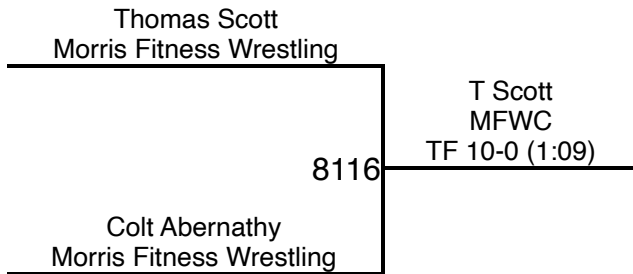 Thomas Scott
Morris Fitness Wrestling
T Scott
MFWC
TF 10-0 (1:09)
8116
Colt Abernathy
Morris Fitness Wrestling